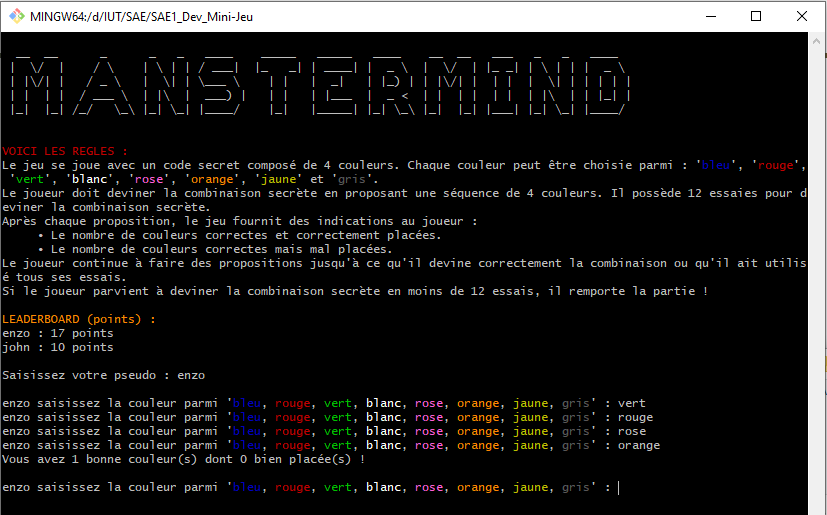 MINGW64:/d/IUT/SAE/SAE1_Dev_Mini-Jeu
MANSTERMIND
VOICI LES REGLES :
Le jeu se joue avec un code secret composé de 4 couleurs. Chaque couleur peut être choisie parmi : 'bleu', 'rouge',
'vert', 'blanc', 'rose', 'orange', 'jaune' et 'gris'.
Le joueur doit deviner la combinaison secrète en proposant une séquence de 4 couleurs. Il possède 12 essaies pour d
eviner la combinaison secrète.
Après chaque proposition, le jeu fournit des indications au joueur :
• Le nombre de couleurs correctes et correctement placées.
• Le nombre de couleurs correctes mais mal placées.
Le joueur continue à faire des propositions jusqu'à ce qu'il devine correctement la combinaison ou qu'il ait utilis
é tous ses essais.
Si le joueur parvient à deviner la combinaison secrète en moins de 12 essais, il remporte la partie !
LEADERBOARD (points) :
enzo : 17 points
john : 10 points
Saisissez votre pseudo : enzo
enzo saisissez la couleur parmi 'bleu, rouge, vert, blanc, rose, orange, jaune, gris' : vert
enzo saisissez la couleur parmi 'bleu, rouge, vert, blanc, rose, orange, jaune, gris' : rouge
enzo saisissez la couleur parmi 'bleu, rouge, vert, blanc, rose, orange, jaune, gris' : rose
enzo saisissez la couleur parmi 'bleu, rouge, vert, blanc, rose, orange, jaune, gris' : orange
Vous avez 1 bonne couleur(s) dont 0 bien placée(s) !
enzo saisissez la couleur parmi 'bleu, rouge, vert, blanc, rose, orange, jaune, gris' :